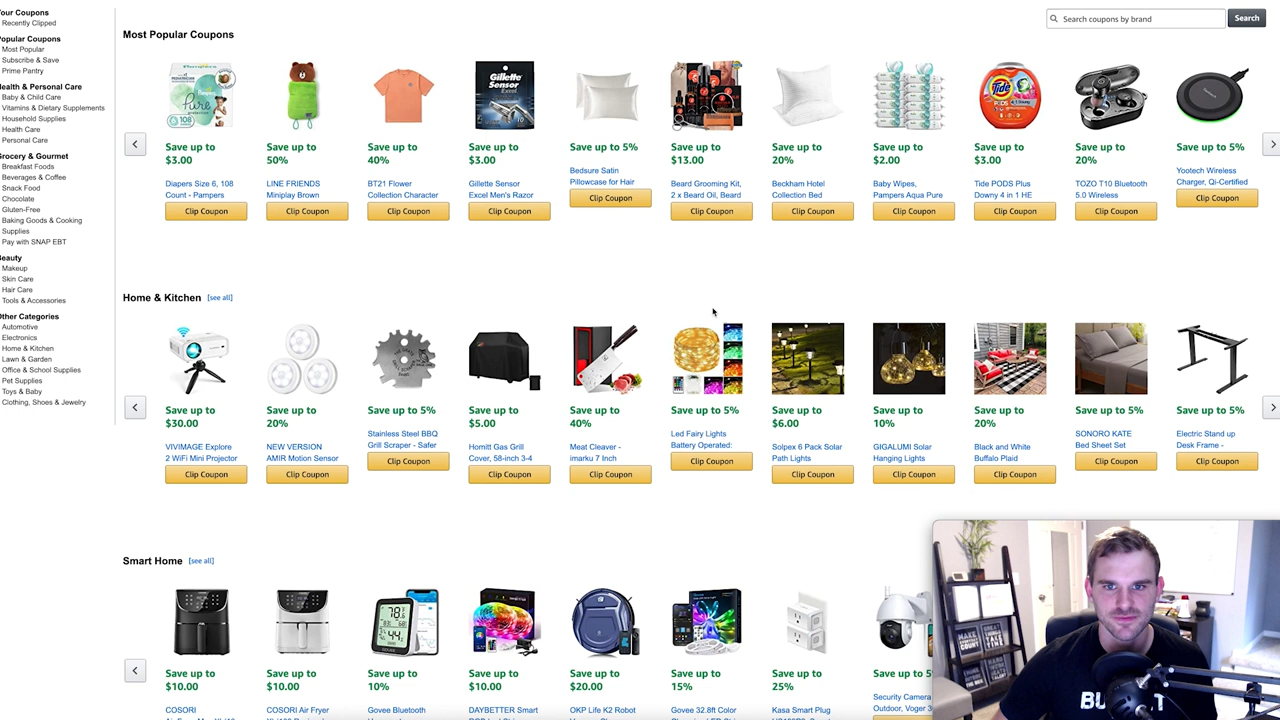 Your Coupons
Recently Clipped
Popular Coupons
Most Popular
Subscribe & Save
Prime Pantry
Health & Personal Care
Baby & Child Care
Vitamins & Dietary Supplements
Household Supplies
Health Care
Personal Care
Grocery & Gourmet
Breakfast Foods
Beverages & Coffee
Snack Food
Chocolate
Gluten-Free
Baking Goods & Cooking
Supplies
Pay with SNAP EBT
Beauty
Makeup
Skin Care
Hair Care
Tools & Accessories
Other Categories
Automotive
Electronics
Home & Kitchen
Lawn & Garden
Office & School Supplies
Pet Supplies
Toys & Baby
Clothing, Shoes & Jewelry
Search coupons by brand
Search
Most Popular Coupons
Save up to
$3.00
Diapers Size 6, 108
Count - Pampers
Clip Coupon
Save up to
50%
LINE FRIENDS
Miniplay Brown
Clip Coupon
Save up to
40%
BT21 Flower
Collection Character
Clip Coupon
Gillette
Sensor
Excel
10
Save up to
$3.00
Gillette Sensor
Excel Men's Razor
Clip Coupon
Save up to 5%
Bedsure Satin
Pillowcase for Hair
Clip Coupon
Save up to
$13.00
Beard Grooming Kit,
2 x Beard Oil, Beard
Clip Coupon
Save up to
20%
Beckham Hotel
Collection Bed
Clip Coupon
Save up to
$2.00
Baby Wipes,
Pampers Aqua Pure
Clip Coupon
Tide
PODS
Save up to
$3.00
Tide PODS Plus
Downy 4 in 1 HE
Clip Coupon
Save up to
20%
TOZO T10 Bluetooth
5.0 Wireless
Clip Coupon
Save up to 5%
Yootech Wireless
Charger, Qi-Certified
Clip Coupon
Home & Kitchen [see all]
Save up to
$30.00
VIVIMAGE Explore
2 WiFi Mini Projector
Clip Coupon
Save up to
20%
NEW VERSION
AMIR Motion Sensor
Clip Coupon
Save up to 5%
Stainless Steel BBQ
Grill Scraper - Safer
Clip Coupon
Save up to
$5.00
Homitt Gas Grill
Cover, 58-inch 3-4
Clip Coupon
Save up to
40%
Meat Cleaver -
imarku 7 Inch
Clip Coupon
Save up to 5%
Led Fairy Lights
Battery Operated:
Clip Coupon
Save up to
$6.00
Solpex 6 Pack Solar
Path Lights
Clip Coupon
Save up to
10%
GIGALUMI Solar
Hanging Lights
Clip Coupon
Save up to
20%
Black and White
Buffalo Plaid
Clip Coupon
Save up to 5%
SONORO KATE
Bed Sheet Set
Clip Coupon
Save up to 5%
Electric Stand up
Desk Frame -
Clip Coupon
Smart Home [see all]
Save up to
$10.00
COSORI
Save up to
$10.00
COSORI Air Fryer
Save up to
10%
Govee Bluetooth
Save up to
$10.00
DAYBETTER Smart
Save up to
$20.00
OKP Life K2 Robot
Save up to
15%
Govee 32.8ft Color
Save up to
25%
Kasa Smart Plug
Save up to 5
Security Camera
Outdoor, Voger 3